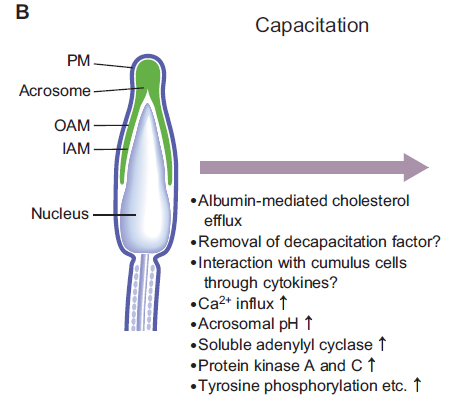 B
Capacitation
PM
Acrosome
OAM
IAM
Nucleus
•Albumin-mediated cholesterol
efflux
•Removal of decapacitation factor?
•Interaction with cumulus cells
through cytokines?
•Ca²⁺ influx ↑
•Acrosomal pH ↑
•Soluble adenylyl cyclase ↑
•Protein kinase A and C ↑
•Tyrosine phosphorylation etc. ↑